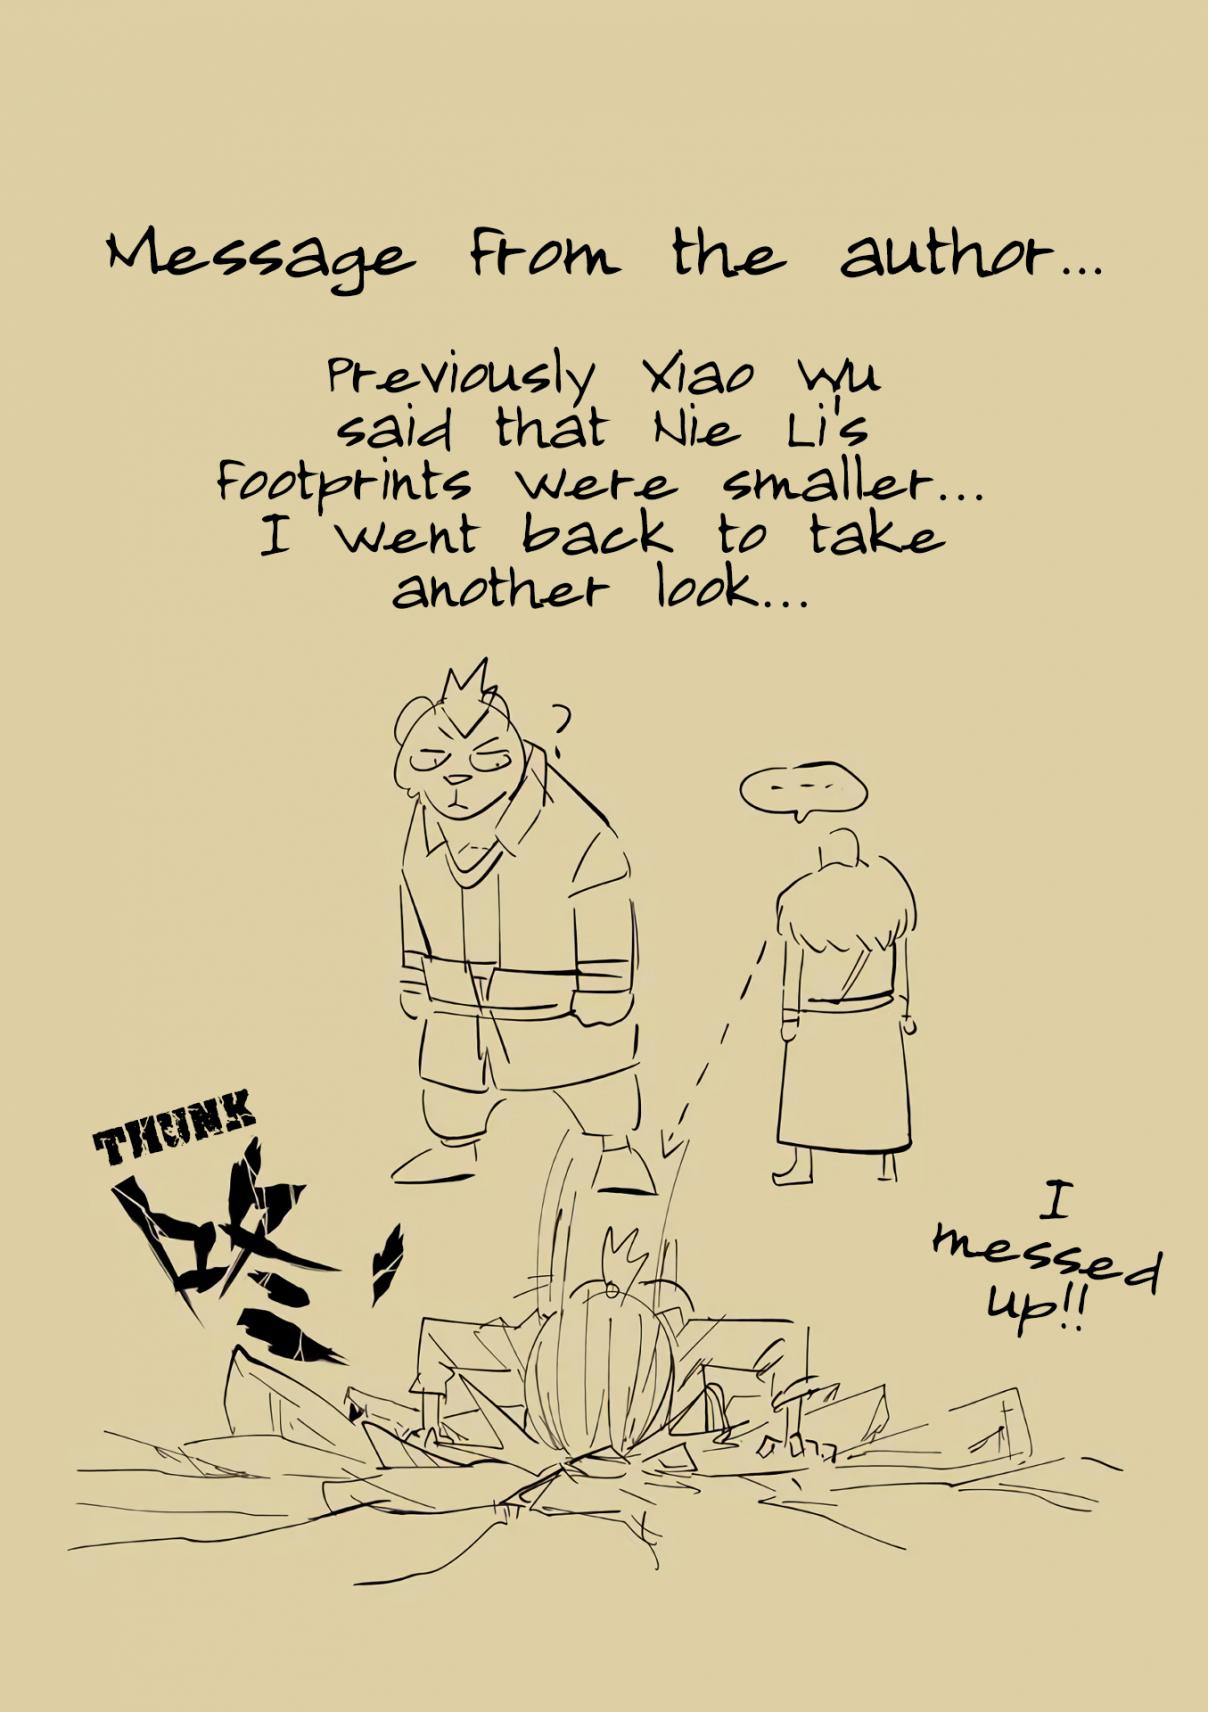 Message from the author...
Previously Xiao Wu
said that Nie Li's
footprints were smaller...
I went back to take
another look...
?
.....
THUNK
咚
I
messed
up!!